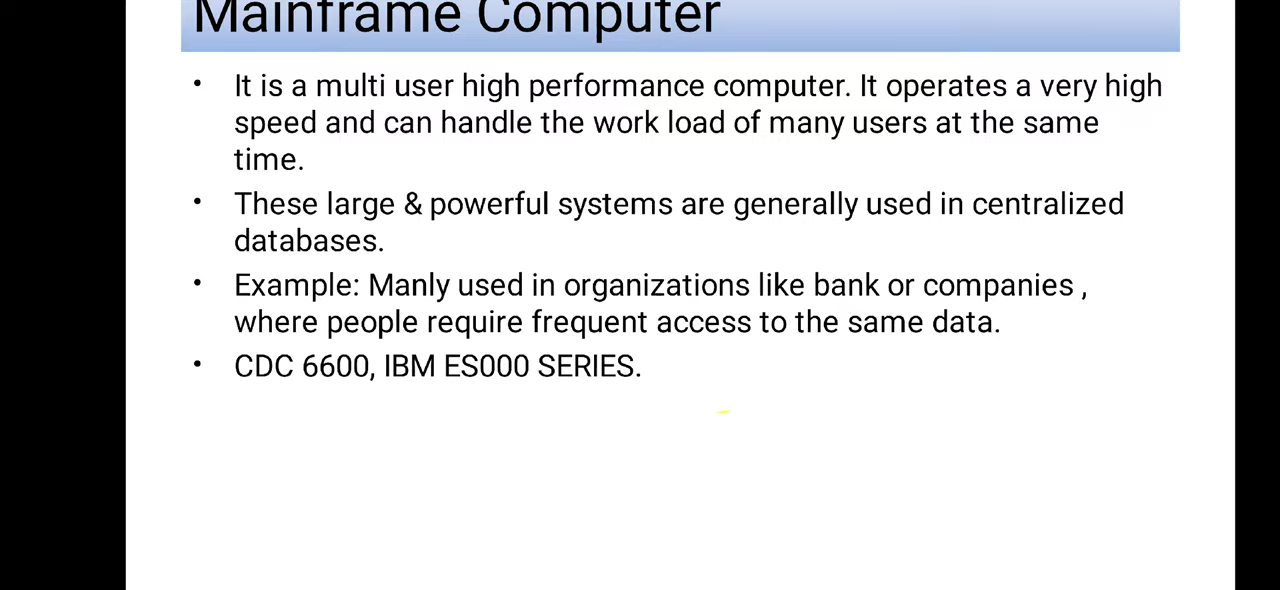 Mainframe Computer
• It is a multi user high performance computer. It operates a very high
speed and can handle the work load of many users at the same
time.
• These large & powerful systems are generally used in centralized
databases.
• Example: Manly used in organizations like bank or companies ,
where people require frequent access to the same data.
• CDC 6600, IBM ES000 SERIES.